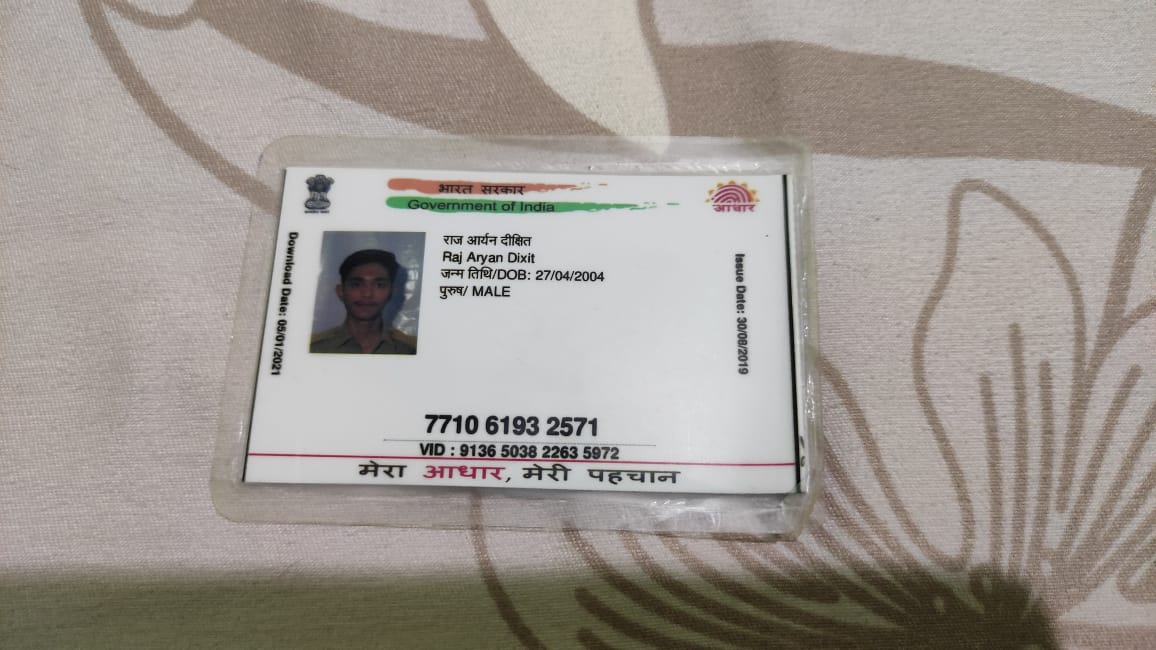 भारत सरकार
Government of India
आधार
Download Date: 05/01/2021
राज आर्यन दीक्षित
Raj Aryan Dixit
जन्म तिथि/DOB: 27/04/2004
पुरुष/ MALE
Issue Date: 30/08/2019
7710 6193 2571
VID : 9136 5038 2263 5972
मेरा आधार, मेरी पहचान